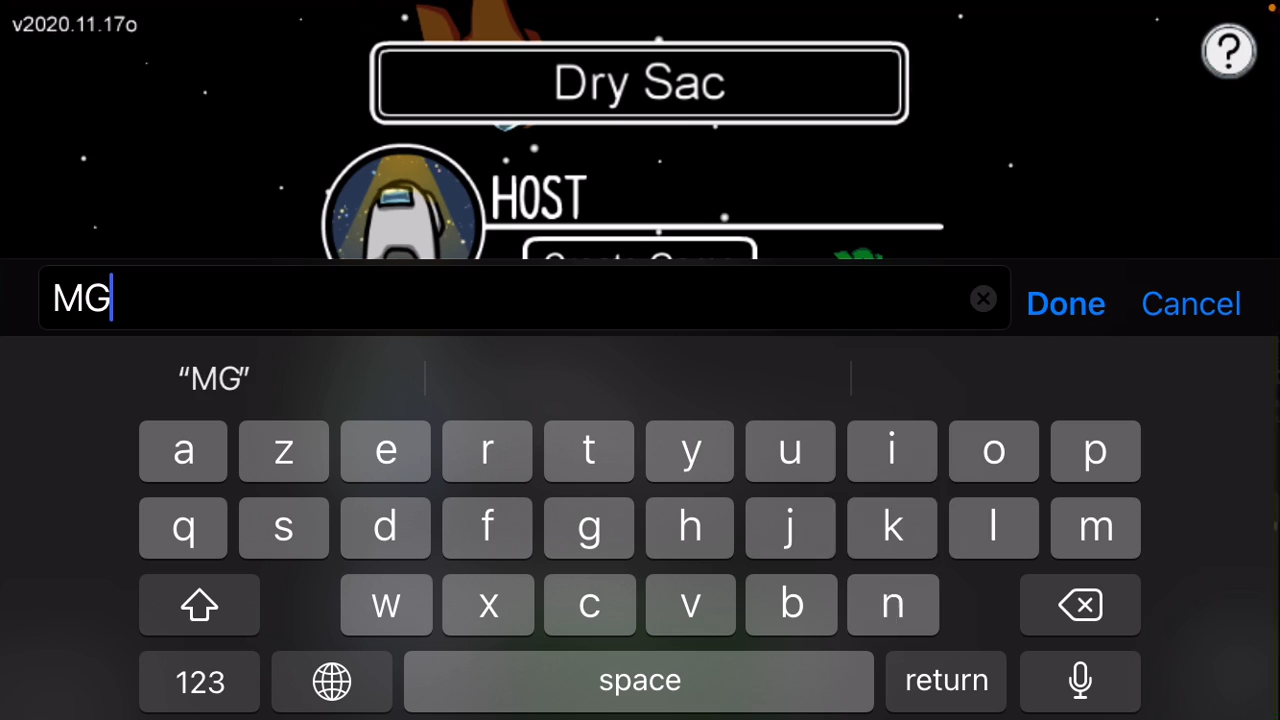 v2020.11.17o
?
Dry Sac
HOST
MG
Done
Cancel
“MG”
a z e r t y u i o p
q s d f g h j k l m
w x c v b n
123
space
return